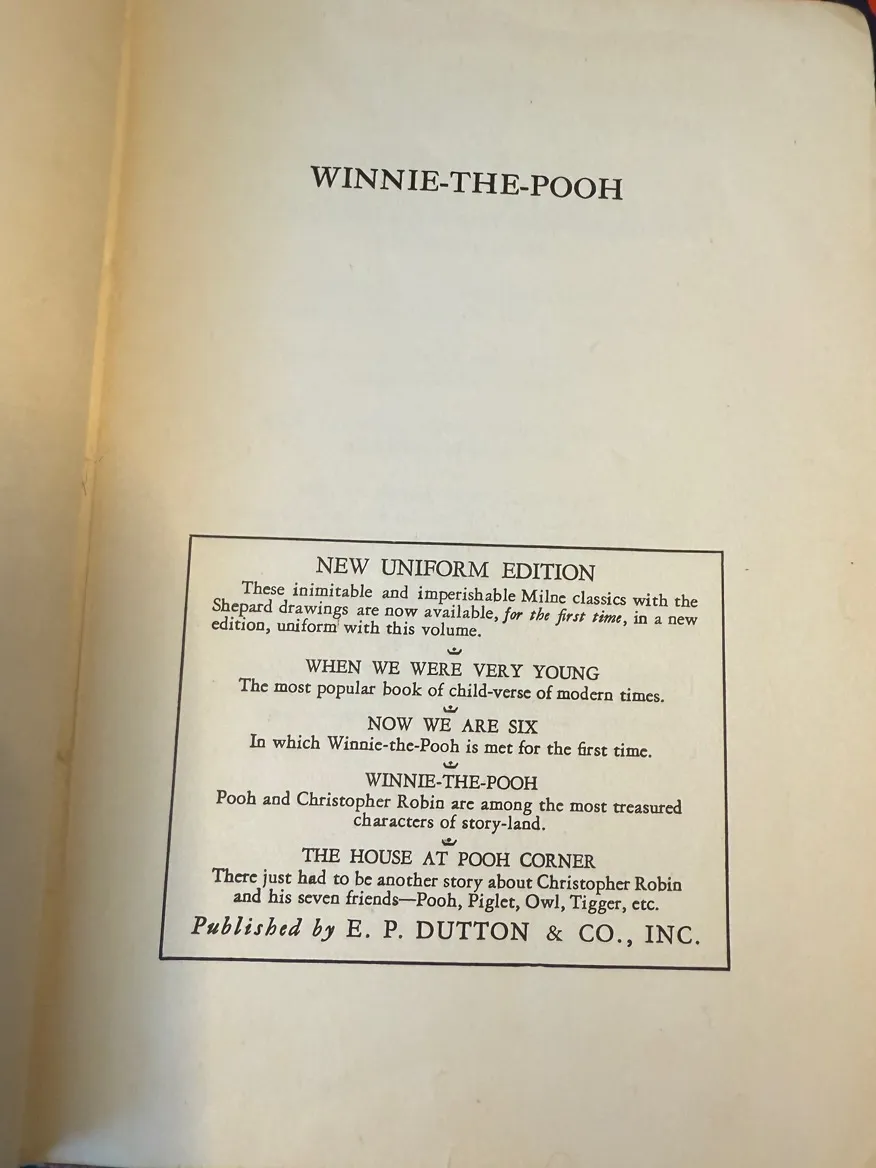 WINNIE-THE-POOH
NEW UNIFORM EDITION
These inimitable and imperishable Milne classics with the
Shepard drawings are now available, for the first time, in a new
edition, uniform with this volume.
WHEN WE WERE VERY YOUNG
The most popular book of child-verse of modern times.
NOW WE ARE SIX
In which Winnie-the-Pooh is met for the first time.
WINNIE-THE-POOH
Pooh and Christopher Robin are among the most treasured
characters of story-land.
THE HOUSE AT POOH CORNER
There just had to be another story about Christopher Robin
and his seven friends—Pooh, Piglet, Owl, Tigger, etc.
Published by E. P. DUTTON & CO., INC.